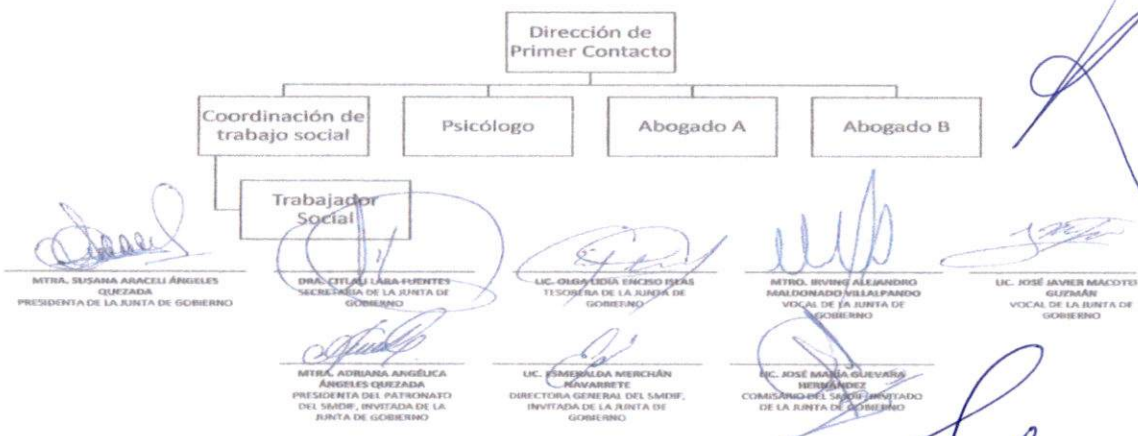 Dirección de
Primer Contacto
Coordinación de
trabajo social
Psicólogo
Abogado A
Abogado B
Trabajador
Social
MTRA. SUSANA ARACELI ÁNGELES
QUEZADA
PRESIDENTA DE LA JUNTA DE GOBIERNO
DRA. CITLALI LARA FUENTES
SECRETARIA DE LA JUNTA DE
GOBIERNO
LIC. OLGA LIDIA ENCISO ISLAS
TESORERA DE LA JUNTA DE
GOBIERNO
MTRO. IRVING ALEJANDRO
MALDONADO VILLALPANDO
VOCAL DE LA JUNTA DE
GOBIERNO
LIC. JOSÉ JAVIER MACOTELA
GUZMÁN
VOCAL DE LA JUNTA DE
GOBIERNO
MTRA. ADRIANA ANGÉLICA
ÁNGELES QUEZADA
PRESIDENTA DEL PATRONATO
DEL SMDIF, INVITADA DE LA
JUNTA DE GOBIERNO
LIC. ESMERALDA MERCHÁN
NAVARRETE
DIRECTORA GENERAL DEL SMDIF,
INVITADA DE LA JUNTA DE
GOBIERNO
LIC. JOSÉ MARÍA GUEVARA
HERNÁNDEZ
COMISARIO DEL SMDIF INVITADO
DE LA JUNTA DE GOBIERNO